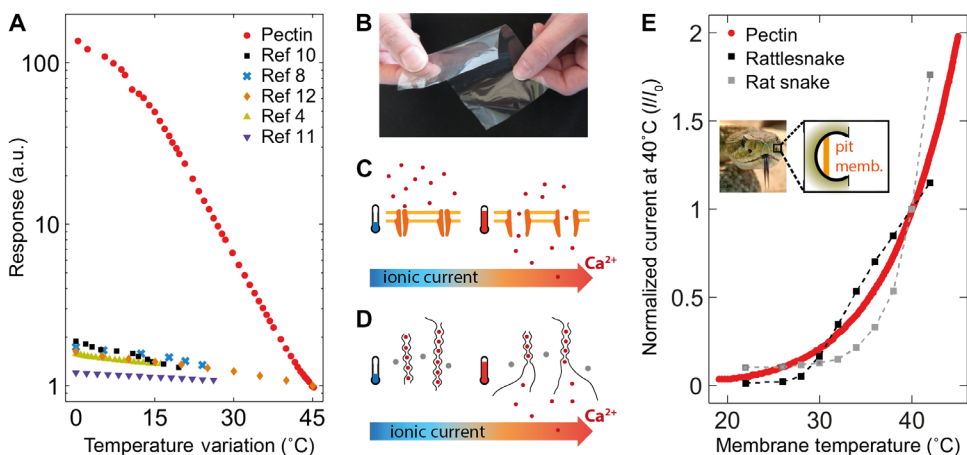 A
Response (a.u.)
100
10
1
Pectin
Ref 10
Ref 8
Ref 12
Ref 4
Ref 11
0
15
30
45
Temperature variation (˚C)
B
C
Ca2+
ionic current
D
Ca2+
ionic current
E
Normalized current at 40˚C (I/I0)
2
1.5
1
0.5
0
Pectin
Rattlesnake
Rat snake
pit
memb.
20
30
40
Membrane temperature (˚C)